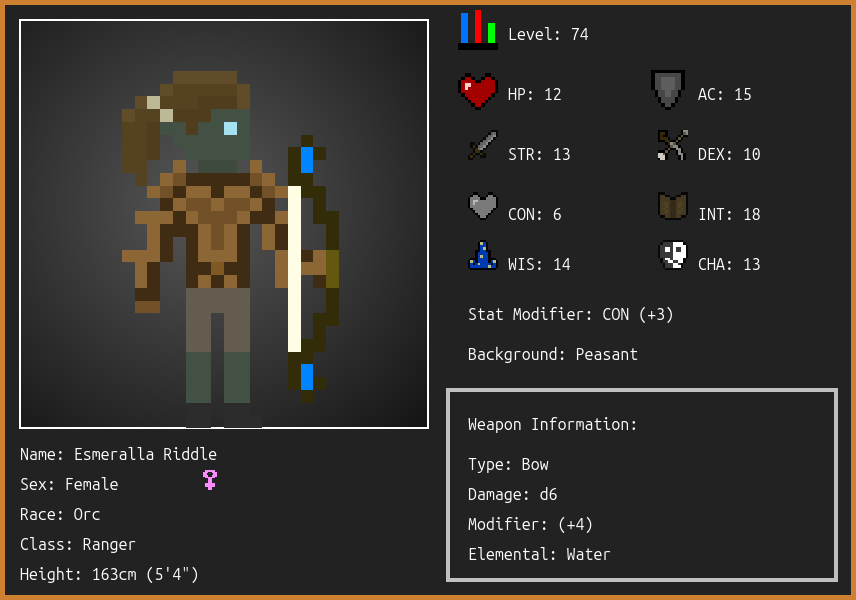 Level: 74
HP: 12
AC: 15
STR: 13
DEX: 10
CON: 6
INT: 18
WIS: 14
CHA: 13
Stat Modifier: CON (+3)
Background: Peasant
Weapon Information:
Type: Bow
Damage: d6
Modifier: (+4)
Elemental: Water
Name: Esmeralla Riddle
Sex: Female
Race: Orc
Class: Ranger
Height: 163cm (5'4")